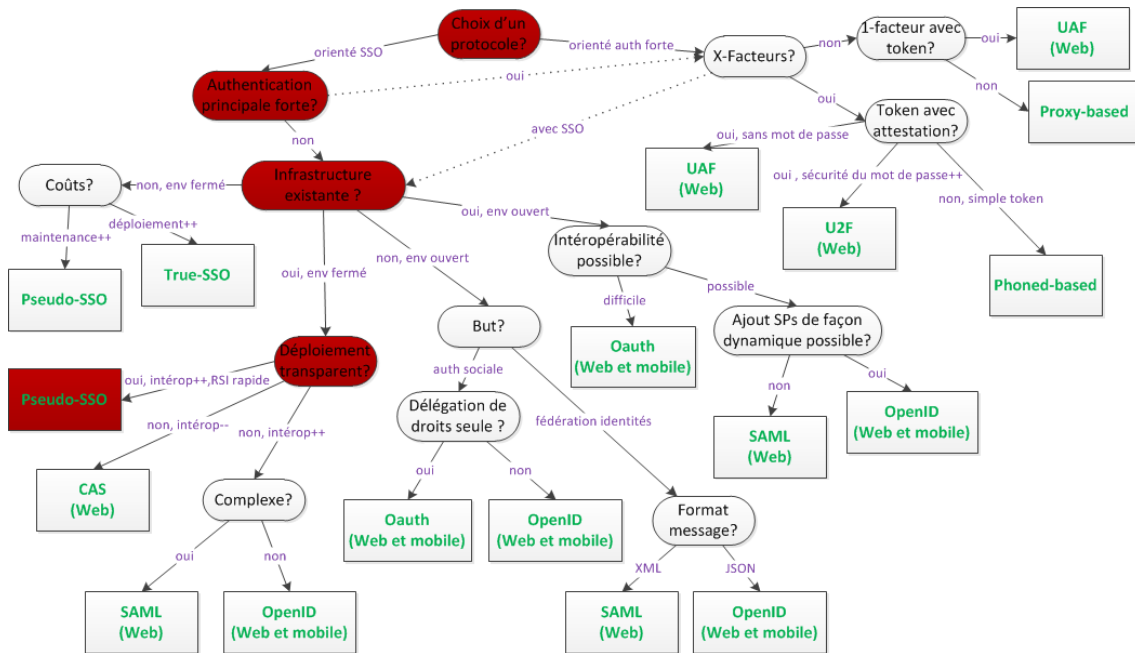 Choix d'un
protocole?
orienté SSO
orienté auth forte
X-Facteurs?
non
1-facteur avec
token?
oui
UAF
(Web)
non
Proxy-based
Authentication
principale forte?
oui
oui
Token avec
attestation?
avec SSO
non
oui, sans mot de passe
UAF
(Web)
oui , sécurité du mot de passe++
U2F
(Web)
non, simple token
Phoned-based
Coûts?
non, env fermé
Infrastructure
existante ?
oui, env ouvert
maintenance++
déploiement++
Pseudo-SSO
True-SSO
oui, env fermé
non, env ouvert
Intéropérabilité
possible?
difficile
possible
Oauth
(Web et mobile)
Ajout SPs de façon
dynamique possible?
non
oui
SAML
(Web)
OpenID
(Web et mobile)
But?
Déploiement
transparent?
auth sociale
fédération identités
Pseudo-SSO
oui, intérop++,RSI rapide
non, intérop--
non, intérop++
CAS
(Web)
Complexe?
oui
non
SAML
(Web)
OpenID
(Web et mobile)
Délégation de
droits seule ?
oui
non
Oauth
(Web et mobile)
OpenID
(Web et mobile)
Format
message?
XML
JSON
SAML
(Web)
OpenID
(Web et mobile)